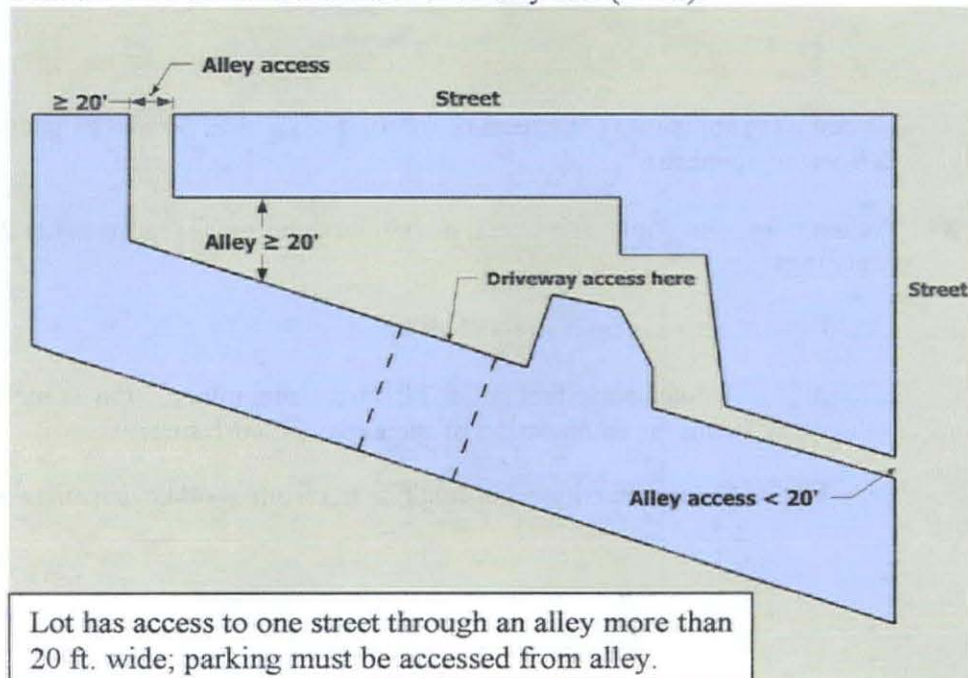 Alley access
≥ 20'
Street
Alley ≥ 20'
Driveway access here
Street
Alley access < 20'
Lot has access to one street through an alley more than
20 ft. wide; parking must be accessed from alley.